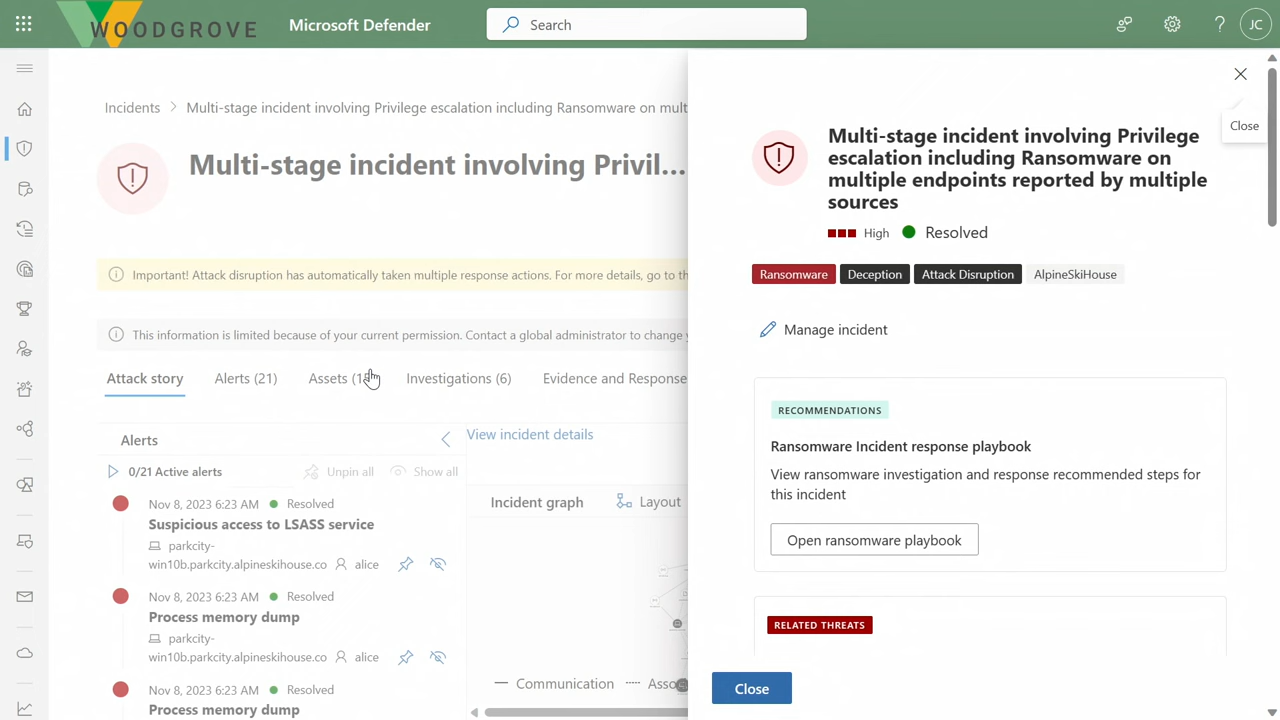 WOODGROVE
Microsoft Defender
Search
JC
Incidents > Multi-stage incident involving Privilege escalation including Ransomware on mult
Multi-stage incident involving Privil...
Important! Attack disruption has automatically taken multiple response actions. For more details, go to th
This information is limited because of your current permission. Contact a global administrator to change
Attack story
Alerts (21)
Assets (1
Investigations (6)
Evidence and Response
Alerts
0/21 Active alerts
Unpin all
Show all
Nov 8, 2023 6:23 AM
Resolved
Suspicious access to LSASS service
parkcity-
win10b.parkcity.alpineskihouse.co
alice
Nov 8, 2023 6:23 AM
Resolved
Process memory dump
parkcity-
win10b.parkcity.alpineskihouse.co
alice
Nov 8, 2023 6:23 AM
Resolved
Process memory dump
View incident details
Incident graph
Layout
Communication
Asso
Close
Multi-stage incident involving Privilege
escalation including Ransomware on
multiple endpoints reported by multiple
sources
High
Resolved
Ransomware
Deception
Attack Disruption
AlpineSkiHouse
Manage incident
RECOMMENDATIONS
Ransomware Incident response playbook
View ransomware investigation and response recommended steps for
this incident
Open ransomware playbook
RELATED THREATS
Close